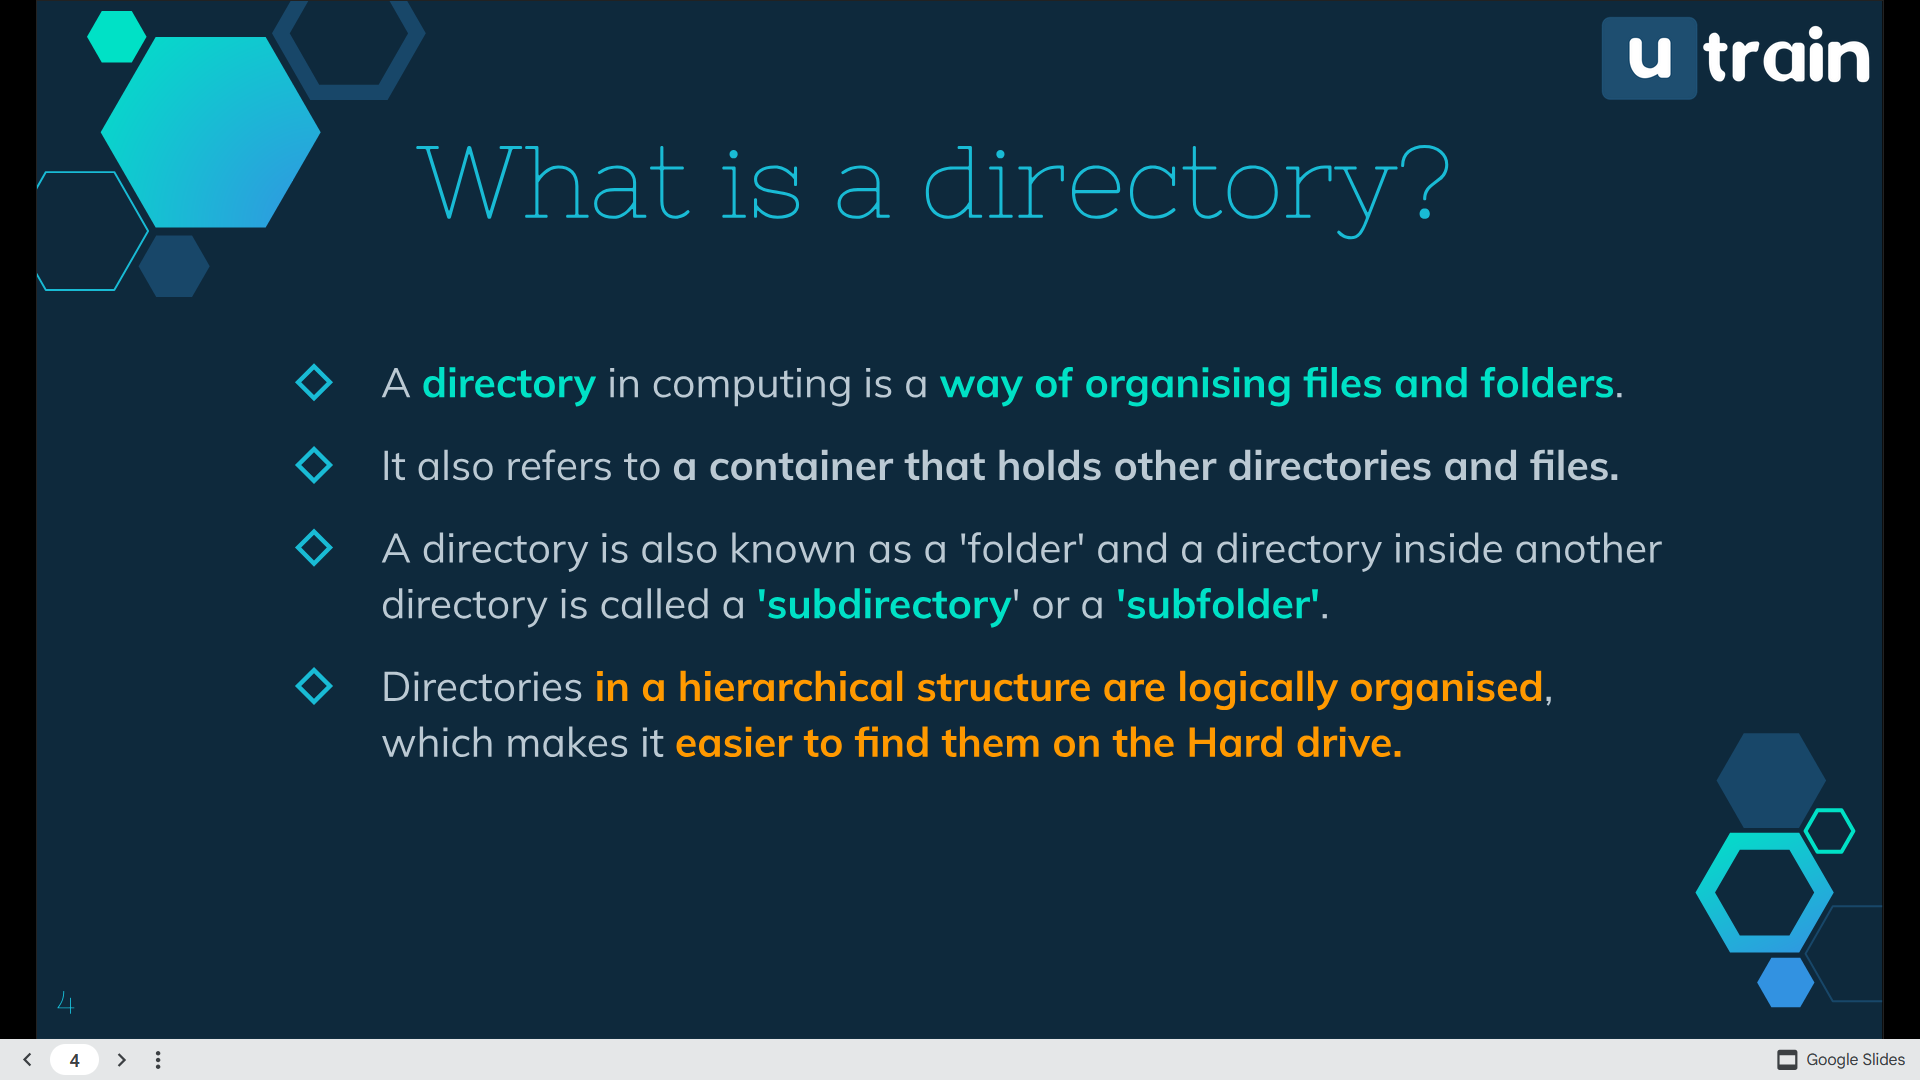 u train
What is a directory?
A directory in computing is a way of organising files and folders.
It also refers to a container that holds other directories and files.
A directory is also known as a 'folder' and a directory inside another
directory is called a 'subdirectory' or a 'subfolder'.
Directories in a hierarchical structure are logically organised,
which makes it easier to find them on the Hard drive.
4
4
Google Slides